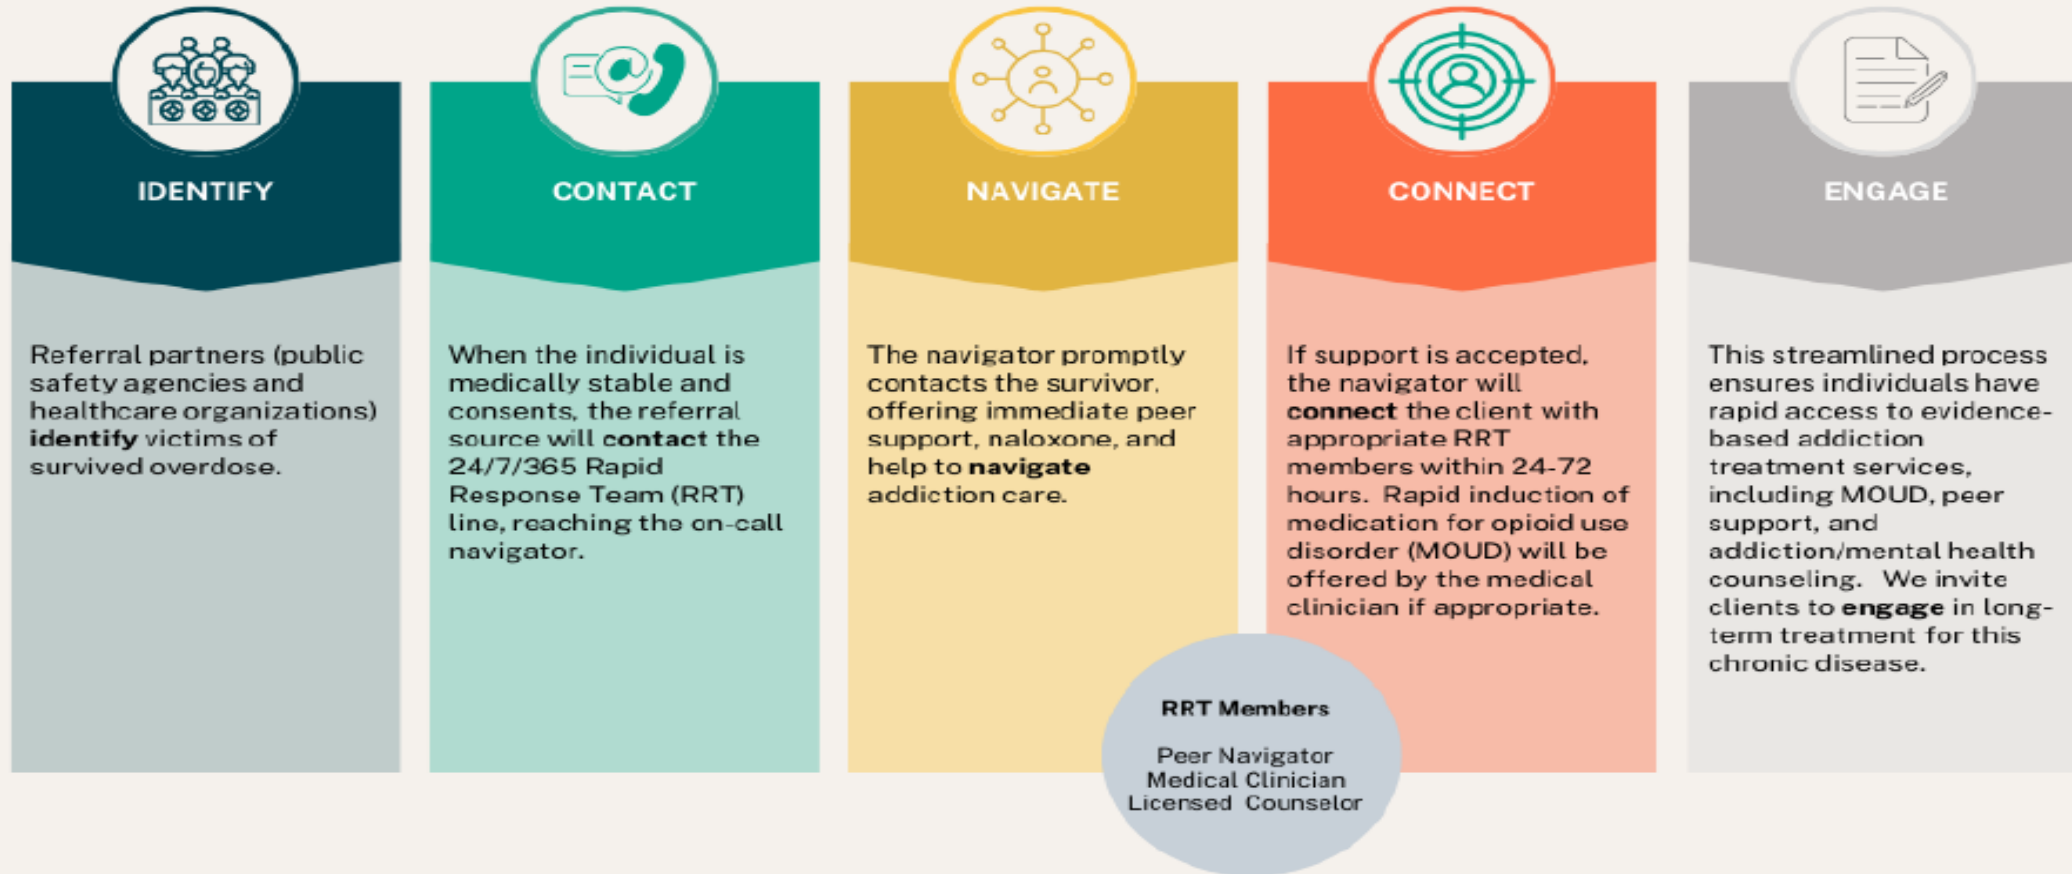 IDENTIFY
Referral partners (public
safety agencies and
healthcare organizations)
identify victims of
survived overdose.
CONTACT
When the individual is
medically stable and
consents, the referral
source will contact the
24/7/365 Rapid
Response Team (RRT)
line, reaching the on-call
navigator.
NAVIGATE
The navigator promptly
contacts the survivor,
offering immediate peer
support, naloxone, and
help to navigate
addiction care.
CONNECT
If support is accepted,
the navigator will
connect the client with
appropriate RRT
members within 24-72
hours. Rapid induction of
medication for opioid use
disorder (MOUD) will be
offered by the medical
clinician if appropriate.
RRT Members
Peer Navigator
Medical Clinician
Licensed Counselor
ENGAGE
This streamlined process
ensures individuals have
rapid access to evidence-
based addiction
treatment services,
including MOUD, peer
support, and
addiction/mental health
counseling. We invite
clients to engage in long-
term treatment for this
chronic disease.